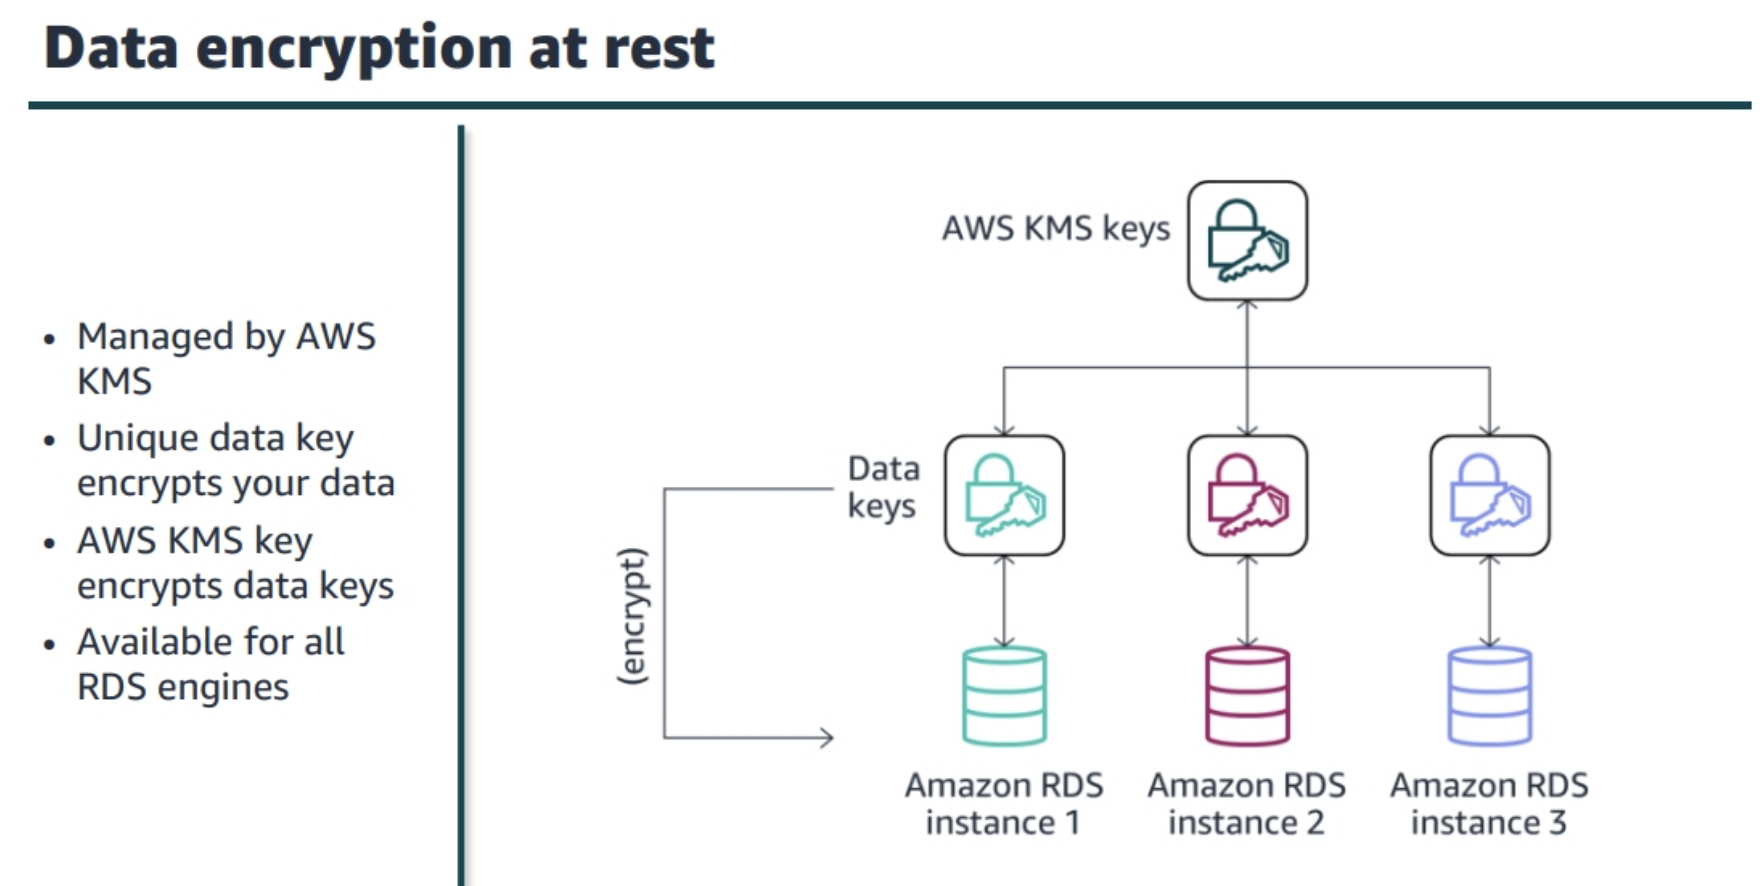 Data encryption at rest
• Managed by AWS
KMS
• Unique data key
encrypts your data
• AWS KMS key
encrypts data keys
• Available for all
RDS engines
AWS KMS keys
Data
keys
(encrypt)
Amazon RDS
instance 1
Amazon RDS
instance 2
Amazon RDS
instance 3